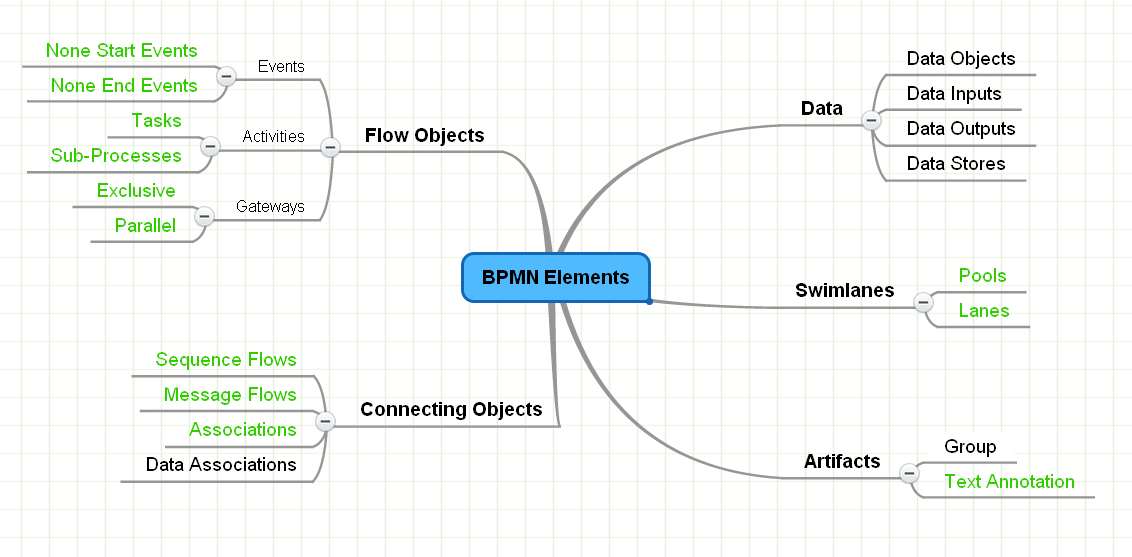 None Start Events
None End Events
Events
Tasks
Sub-Processes
Activities
Exclusive
Parallel
Gateways
Flow Objects
Data
Data Objects
Data Inputs
Data Outputs
Data Stores
BPMN Elements
Swimlanes
Pools
Lanes
Sequence Flows
Message Flows
Associations
Data Associations
Connecting Objects
Artifacts
Group
Text Annotation